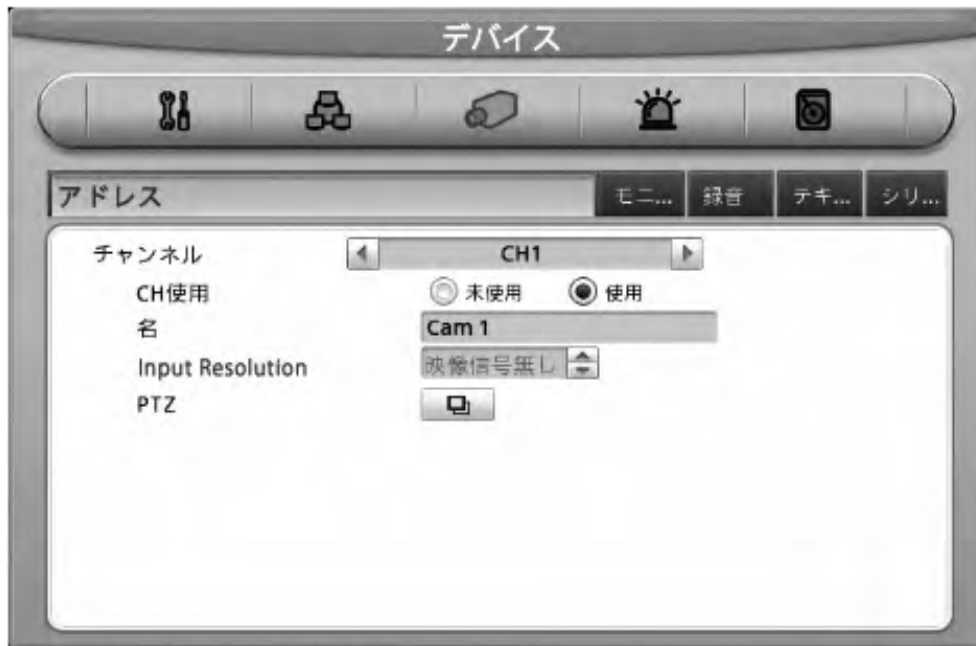 デバイス
アドレス モニ... 録音 テキ... シリ...
チャンネル CH1
CH使用 未使用 使用
名 Cam 1
Input Resolution 映像信号無し
PTZ